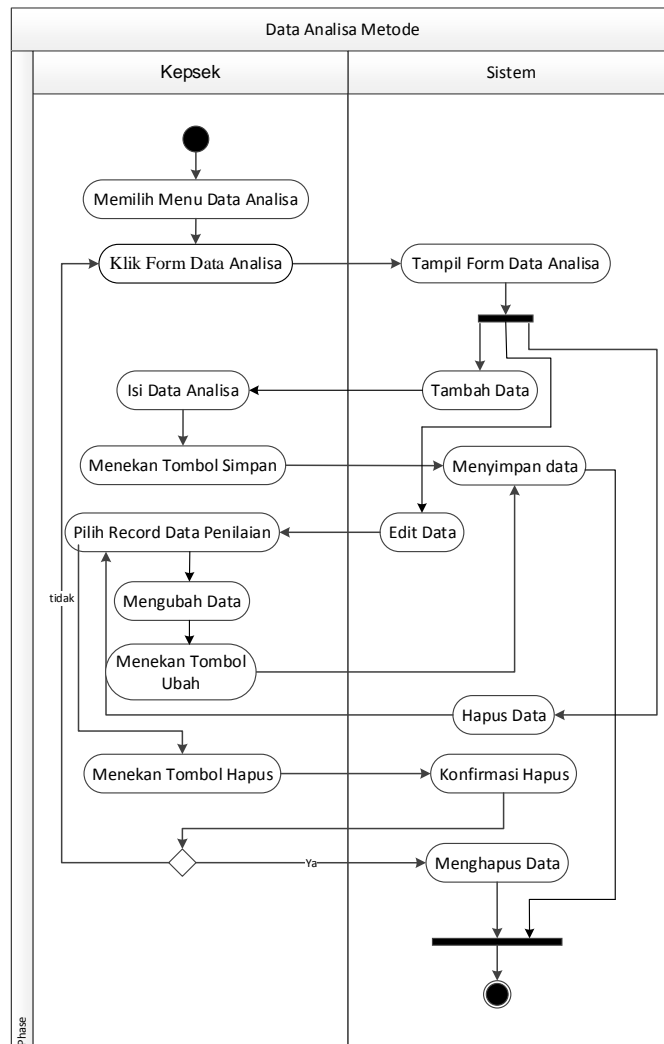 Data Analisa Metode
Kepsek
Sistem
Memilih Menu Data Analisa
Klik Form Data Analisa
Tampil Form Data Analisa
Isi Data Analisa
Tambah Data
Menekan Tombol Simpan
Menyimpan data
Pilih Record Data Penilaian
Edit Data
tidak
Mengubah Data
Menekan Tombol
Ubah
Hapus Data
Menekan Tombol Hapus
Konfirmasi Hapus
Ya
Menghapus Data
Phase